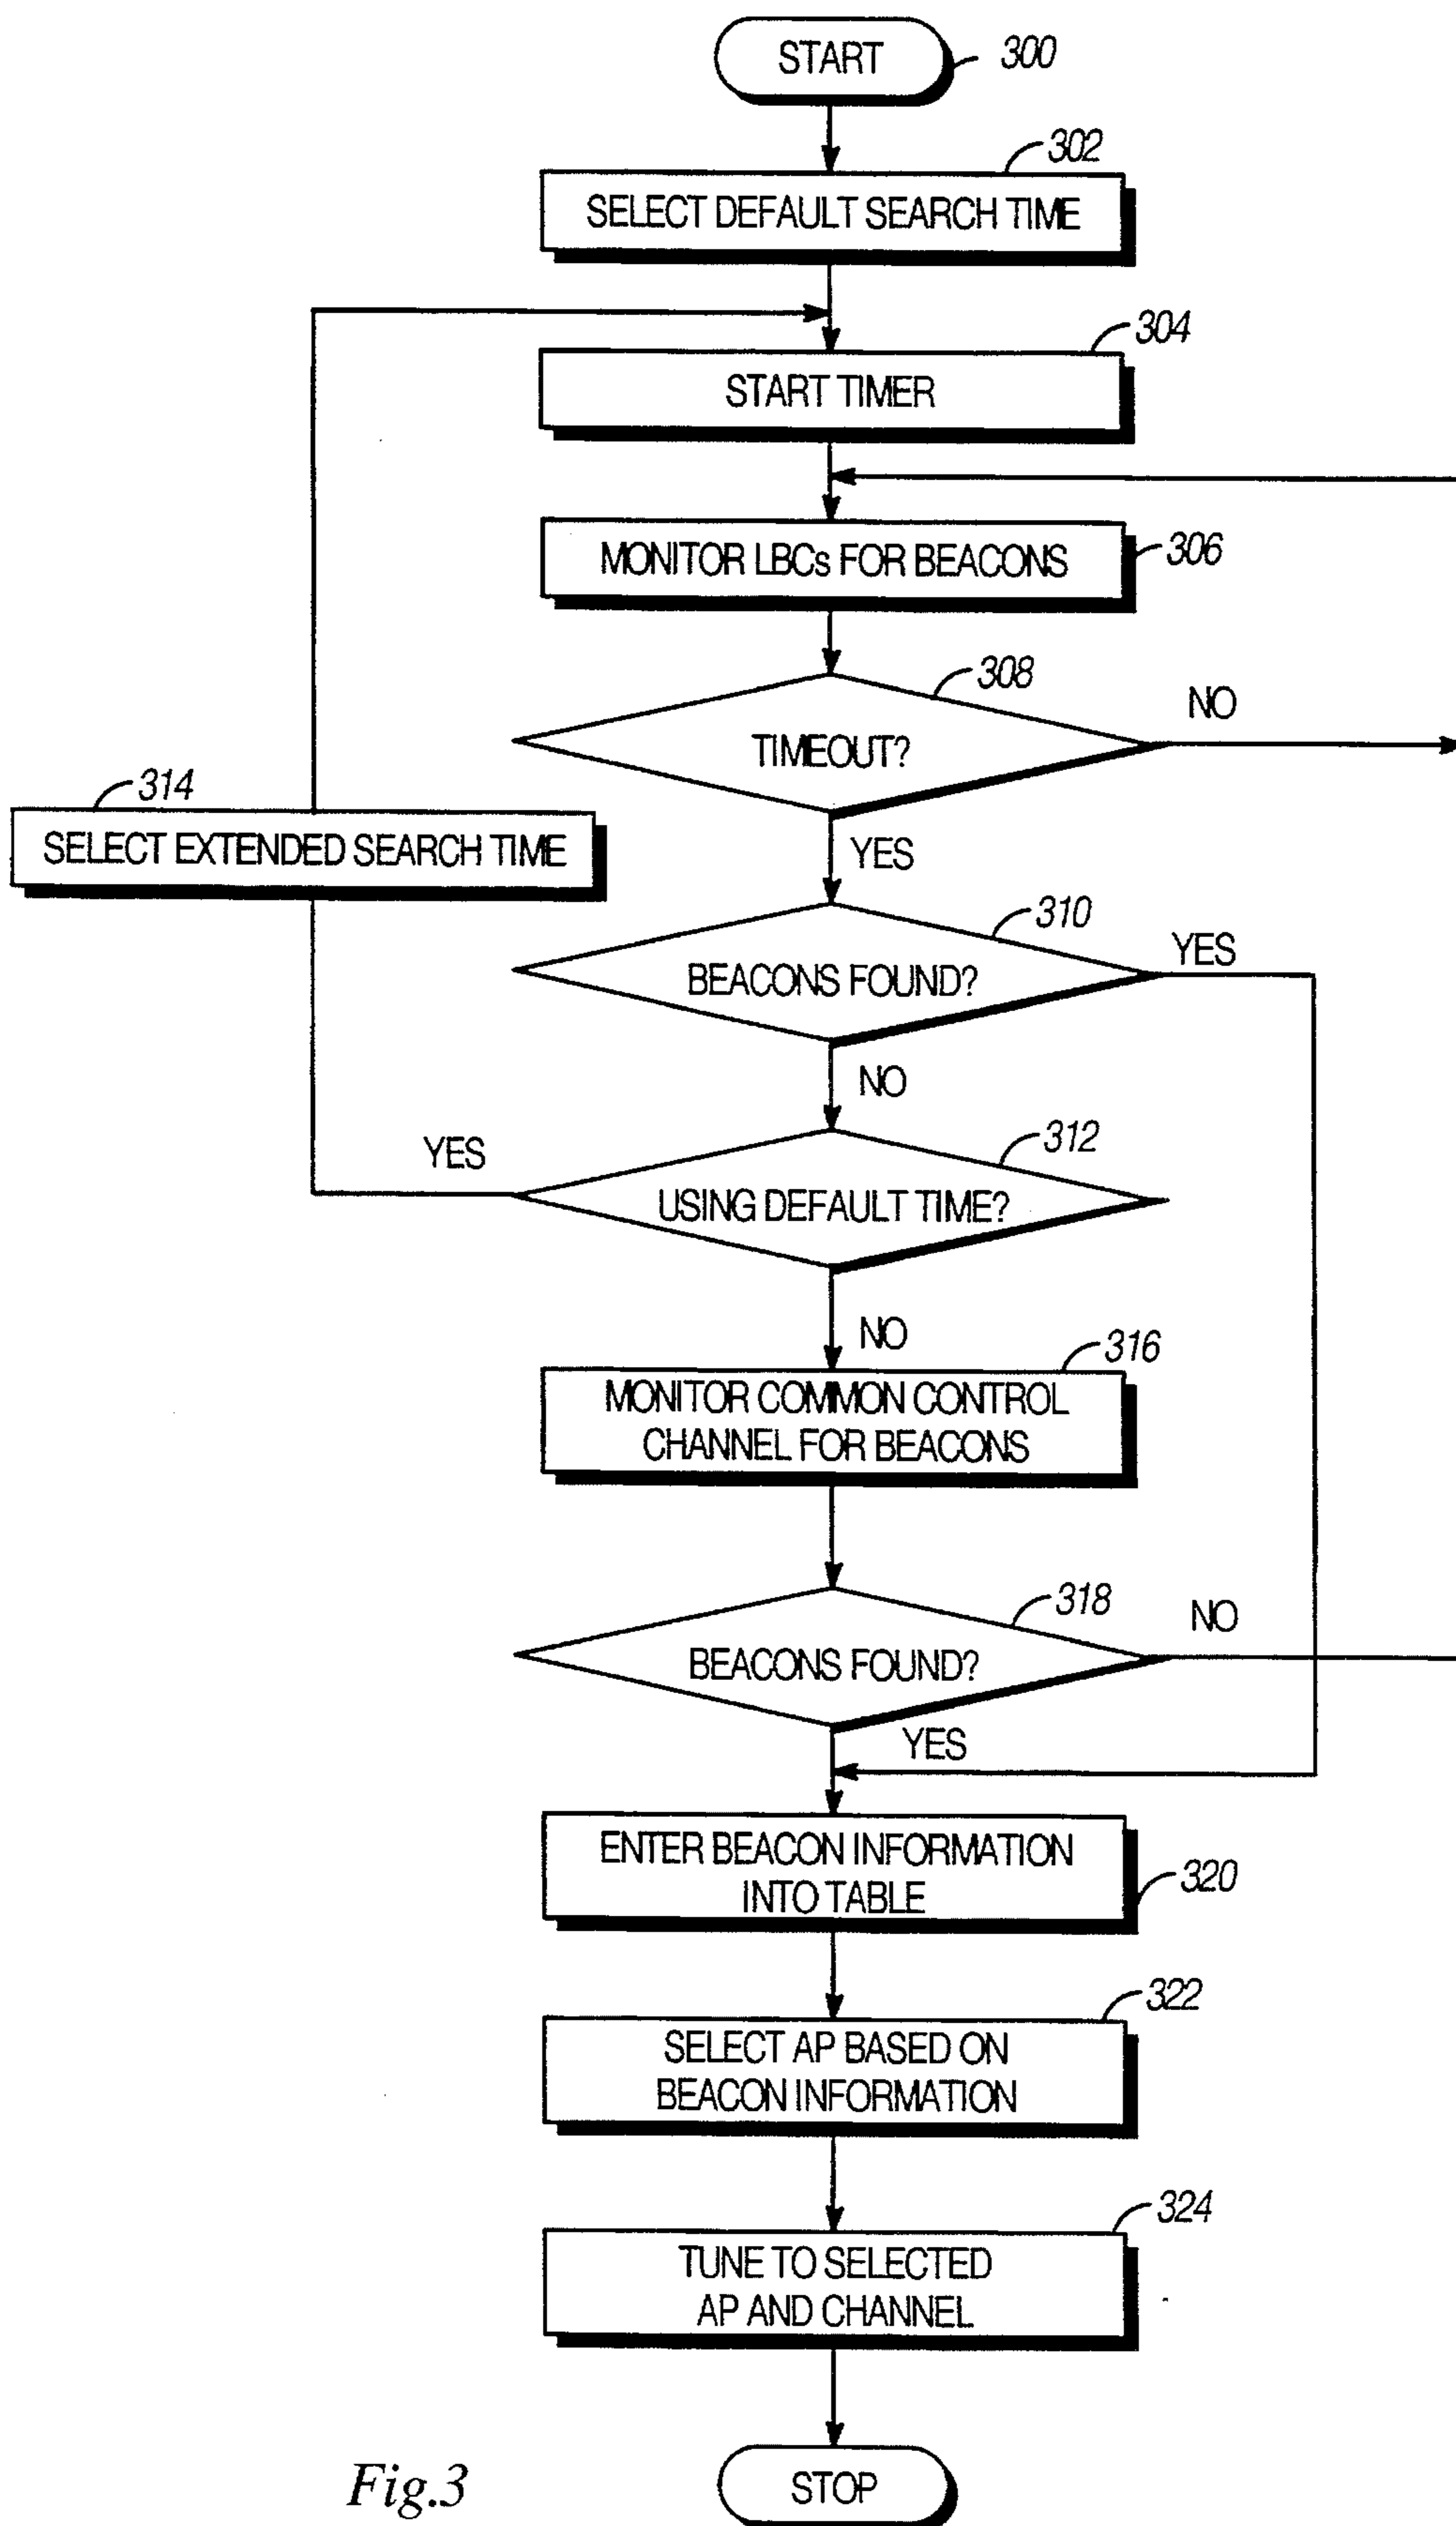 START
300
302
SELECT DEFAULT SEARCH TIME
304
START TIMER
MONITOR LBCs FOR BEACONS
306
308
NO
TIMEOUT?
314
SELECT EXTENDED SEARCH TIME
YES
310
YES
BEACONS FOUND?
NO
312
YES
USING DEFAULT TIME?
NO
316
MONITOR COMMON CONTROL
CHANNEL FOR BEACONS
318
NO
BEACONS FOUND?
YES
ENTER BEACON INFORMATION
INTO TABLE
320
322
SELECT AP BASED ON
BEACON INFORMATION
324
TUNE TO SELECTED
AP AND CHANNEL
STOP
Fig.3